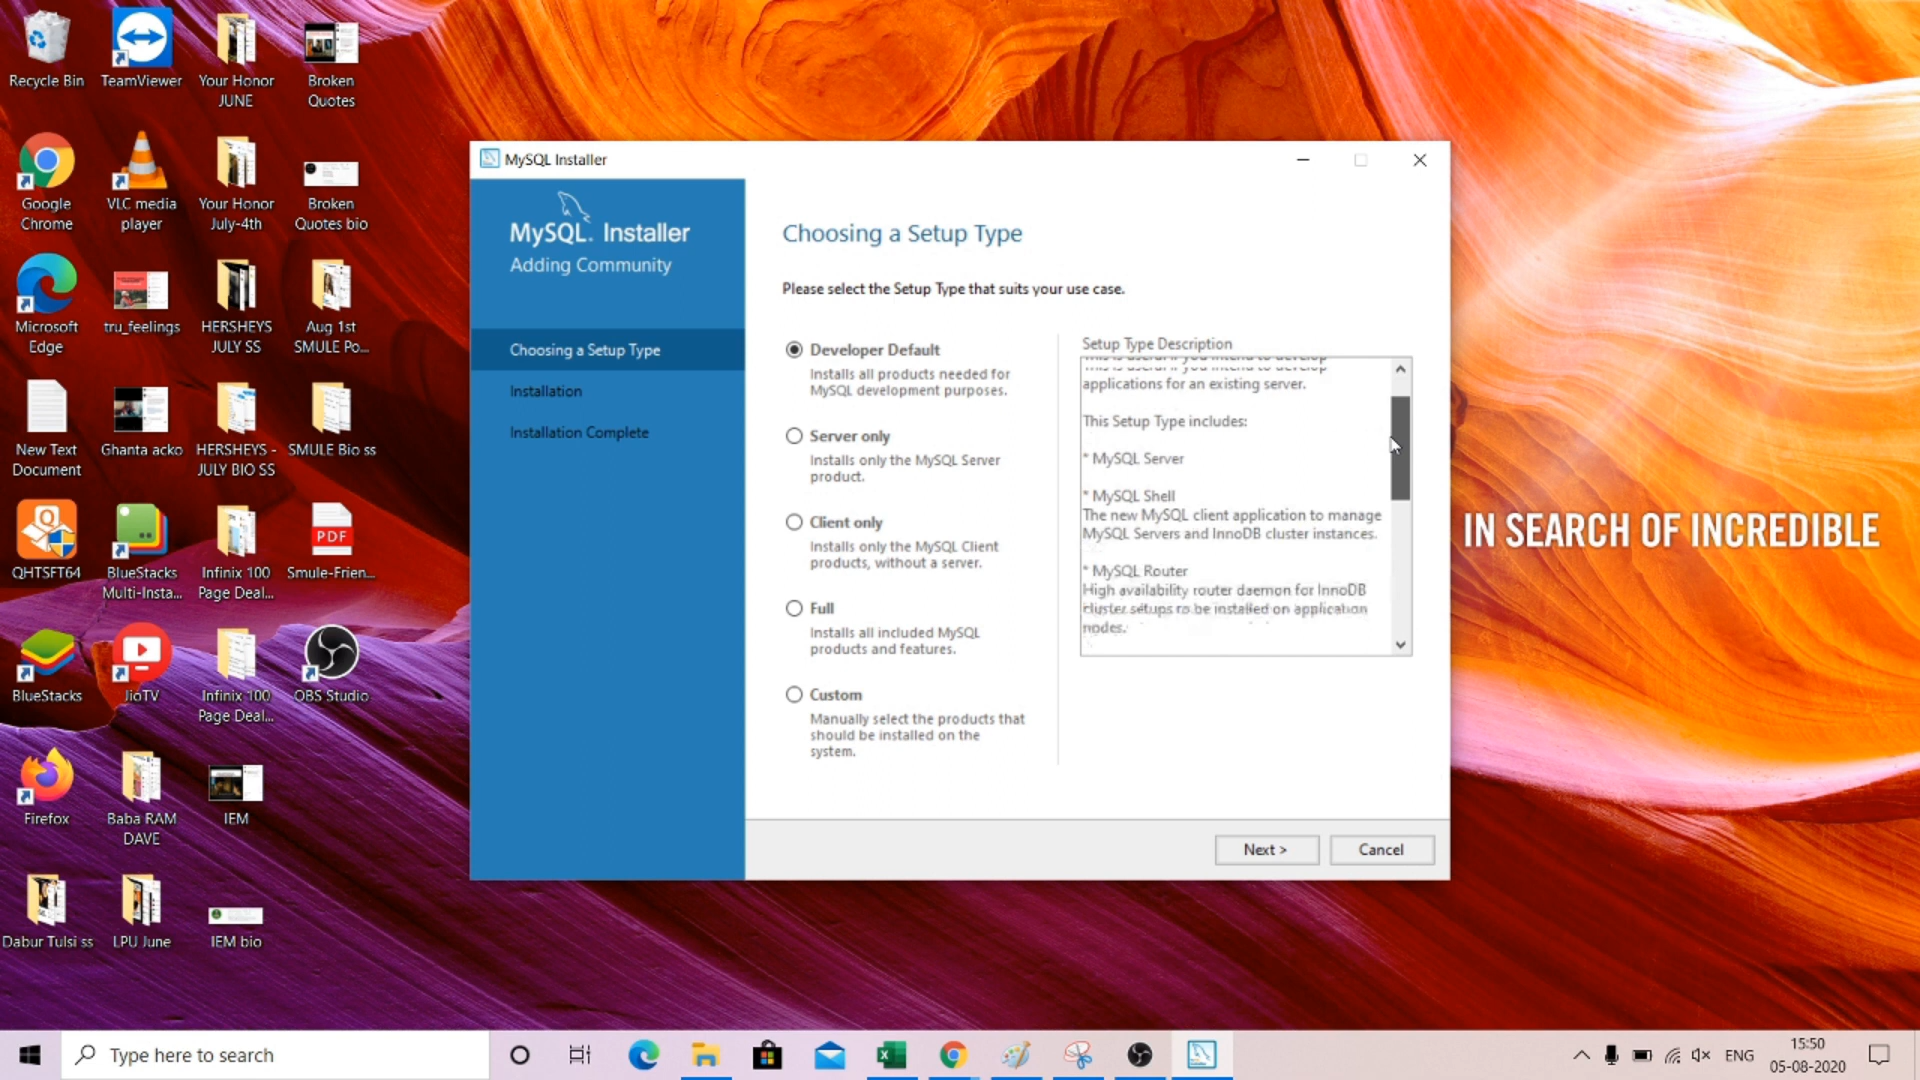 Recycle Bin
TeamViewer
Your Honor
JUNE
Broken
Quotes
Google
Chrome
VLC media
player
Your Honor
July-4th
Broken
Quotes bio
Microsoft
Edge
tru_feelings
HERSHEYS
JULY SS
Aug 1st
SMULE Po...
New Text
Document
Ghanta acko
HERSHEYS -
JULY BIO SS
SMULE Bio ss
QHTSFT64
BlueStacks
Multi-Insta...
Infinix 100
Page Deal...
PDF
Smule-Frien...
BlueStacks
JioTV
Infinix 100
Page Deal...
OBS Studio
Firefox
Baba RAM
DAVE
IEM
Dabur Tulsi ss
LPU June
IEM bio
MySQL Installer
MySQL. Installer
Adding Community
Choosing a Setup Type
Installation
Installation Complete
Choosing a Setup Type
Please select the Setup Type that suits your use case.
Developer Default
Installs all products needed for
MySQL development purposes.
Server only
Installs only the MySQL Server
product.
Client only
Installs only the MySQL Client
products, without a server.
Full
Installs all included MySQL
products and features.
Custom
Manually select the products that
should be installed on the
system.
Setup Type Description
This is useful if you intend to develop
applications for an existing server.
This Setup Type includes:
* MySQL Server
* MySQL Shell
The new MySQL client application to manage
MySQL Servers and InnoDB cluster instances.
* MySQL Router
High availability router daemon for InnoDB
cluster setups to be installed on application
nodes.
Next >
Cancel
IN SEARCH OF INCREDIBLE
Type here to search
ENG
15:50
05-08-2020